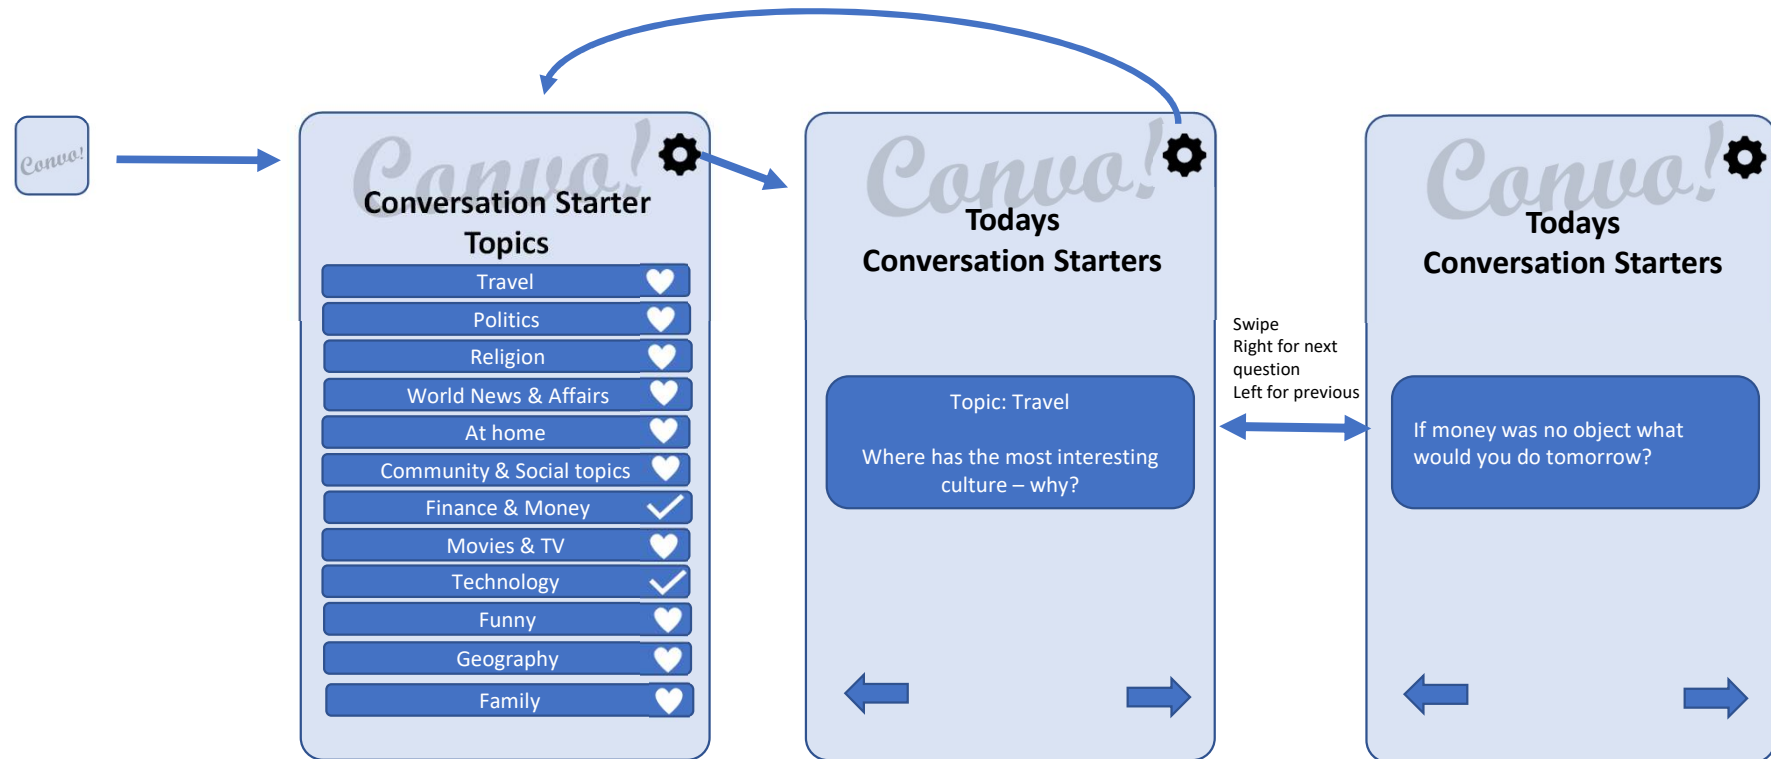 Convo!
Convo!
Conversation Starter
Topics
Travel
Politics
Religion
World News & Affairs
At home
Community & Social topics
Finance & Money
Movies & TV
Technology
Funny
Geography
Family
Convo!
Todays
Conversation Starters
Topic: Travel
Where has the most interesting
culture – why?
Swipe
Right for next
question
Left for previous
Convo!
Todays
Conversation Starters
If money was no object what
would you do tomorrow?